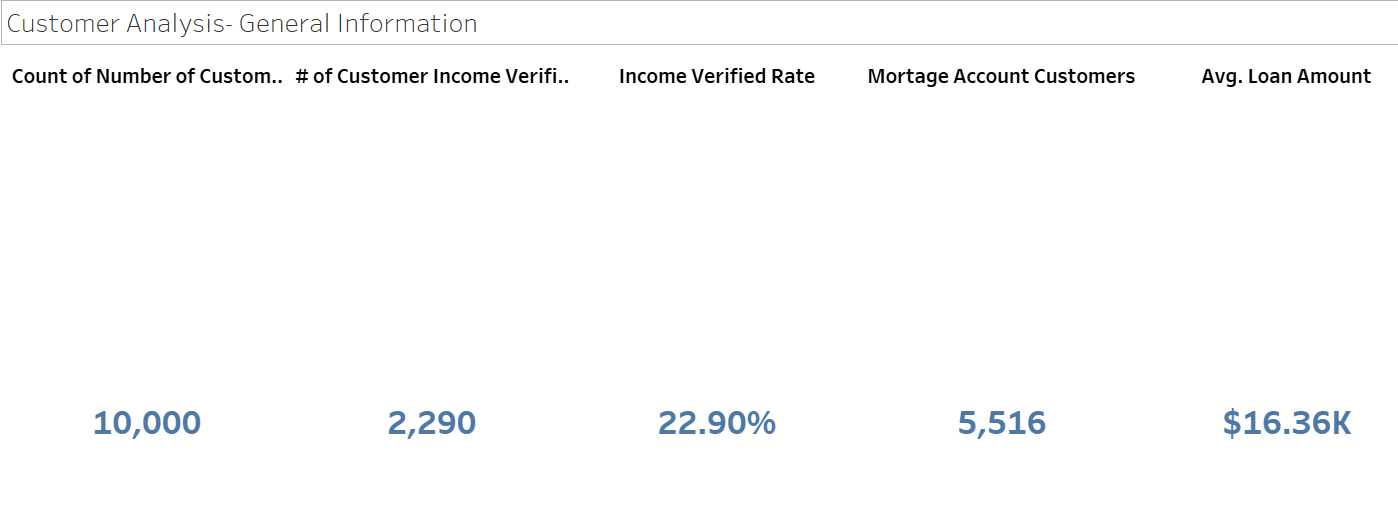 Customer Analysis- General Information
Count of Number of Custom.. # of Customer Income Verifi.. Income Verified Rate Mortage Account Customers Avg. Loan Amount
10,000 2,290 22.90% 5,516 $16.36K